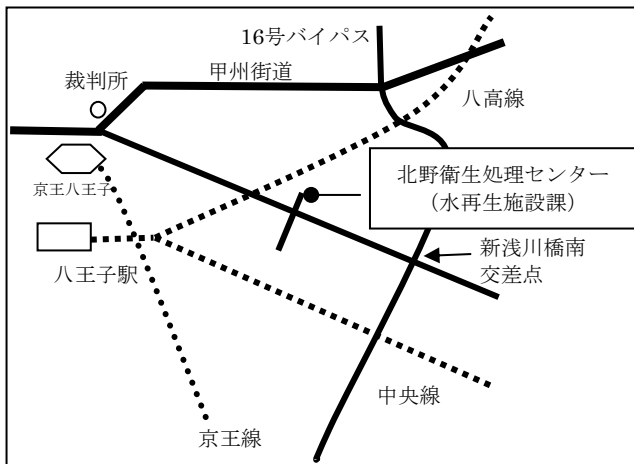 16号バイパス
甲州街道
裁判所
八高線
京王八王子
北野衛生処理センター
（水再生施設課）
新浅川橋南
交差点
八王子駅
中央線
京王線